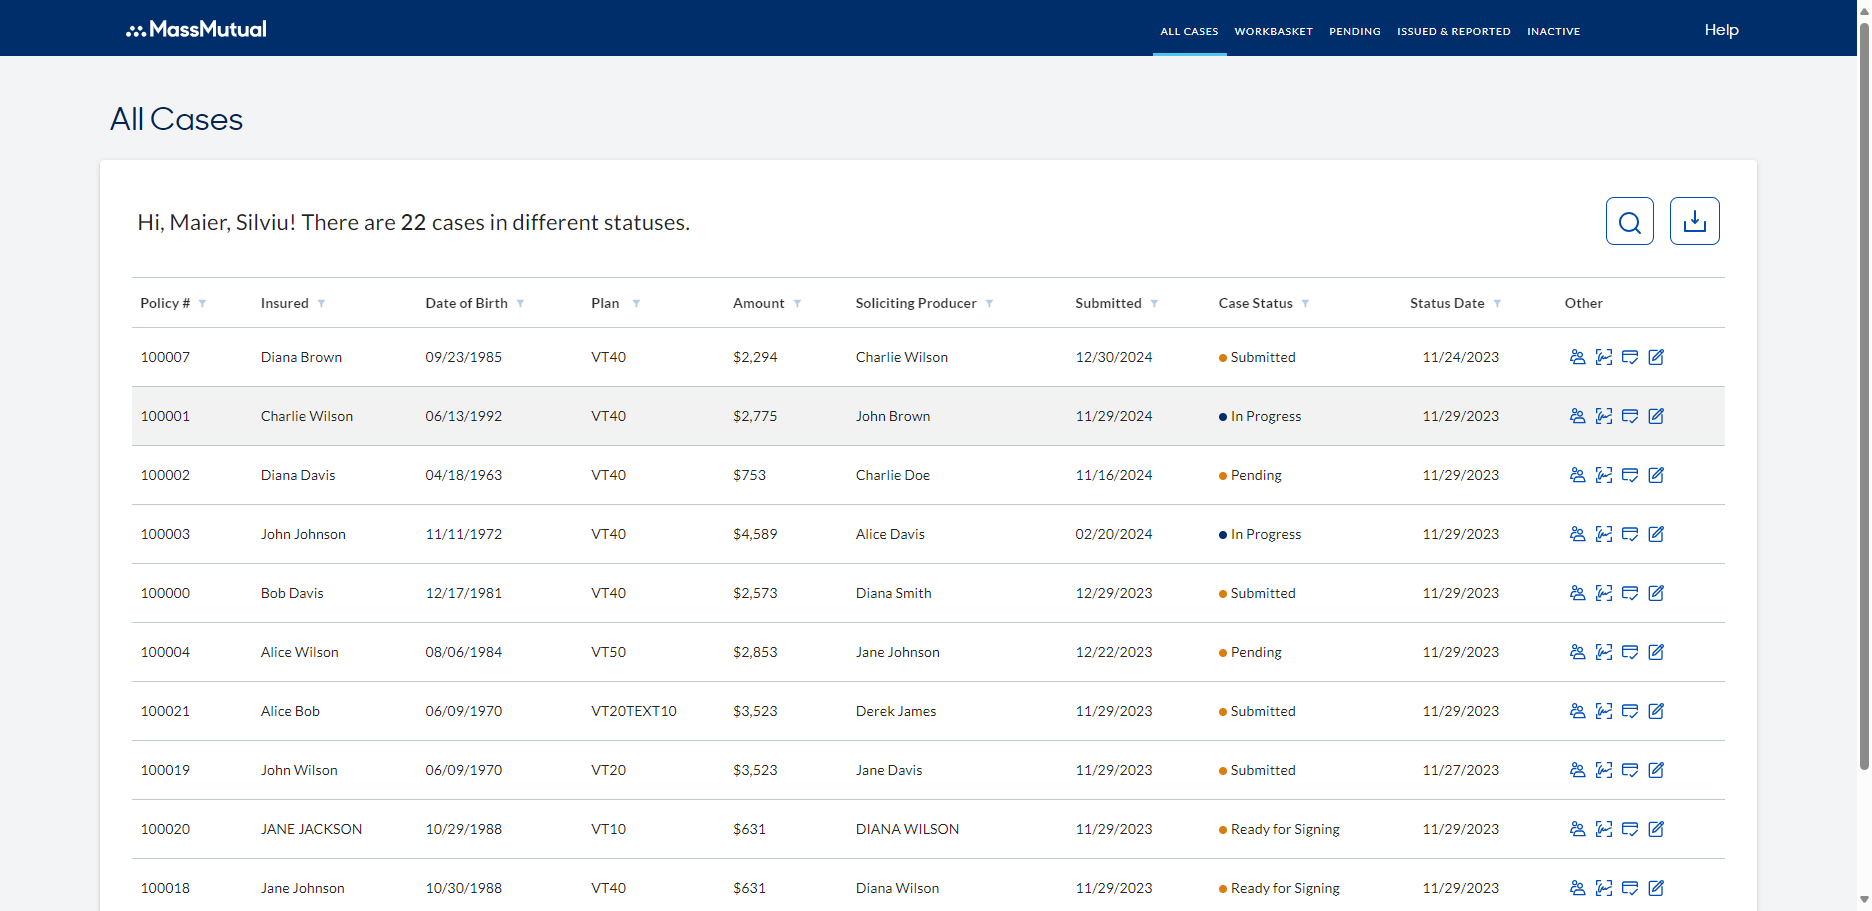 MassMutual
ALL CASES WORKBASKET PENDING ISSUED & REPORTED INACTIVE Help
All Cases
Hi, Maier, Silviu! There are 22 cases in different statuses.
Policy # Insured Date of Birth Plan Amount Soliciting Producer Submitted Case Status Status Date Other
100007 Diana Brown 09/23/1985 VT40 $2,294 Charlie Wilson 12/30/2024 Submitted 11/24/2023
100001 Charlie Wilson 06/13/1992 VT40 $2,775 John Brown 11/29/2024 In Progress 11/29/2023
100002 Diana Davis 04/18/1963 VT40 $753 Charlie Doe 11/16/2024 Pending 11/29/2023
100003 John Johnson 11/11/1972 VT40 $4,589 Alice Davis 02/20/2024 In Progress 11/29/2023
100000 Bob Davis 12/17/1981 VT40 $2,573 Diana Smith 12/29/2023 Submitted 11/29/2023
100004 Alice Wilson 08/06/1984 VT50 $2,853 Jane Johnson 12/22/2023 Pending 11/29/2023
100021 Alice Bob 06/09/1970 VT20TEXT10 $3,523 Derek James 11/29/2023 Submitted 11/29/2023
100019 John Wilson 06/09/1970 VT20 $3,523 Jane Davis 11/29/2023 Submitted 11/27/2023
100020 JANE JACKSON 10/29/1988 VT10 $631 DIANA WILSON 11/29/2023 Ready for Signing 11/29/2023
100018 Jane Johnson 10/30/1988 VT40 $631 Diana Wilson 11/29/2023 Ready for Signing 11/29/2023